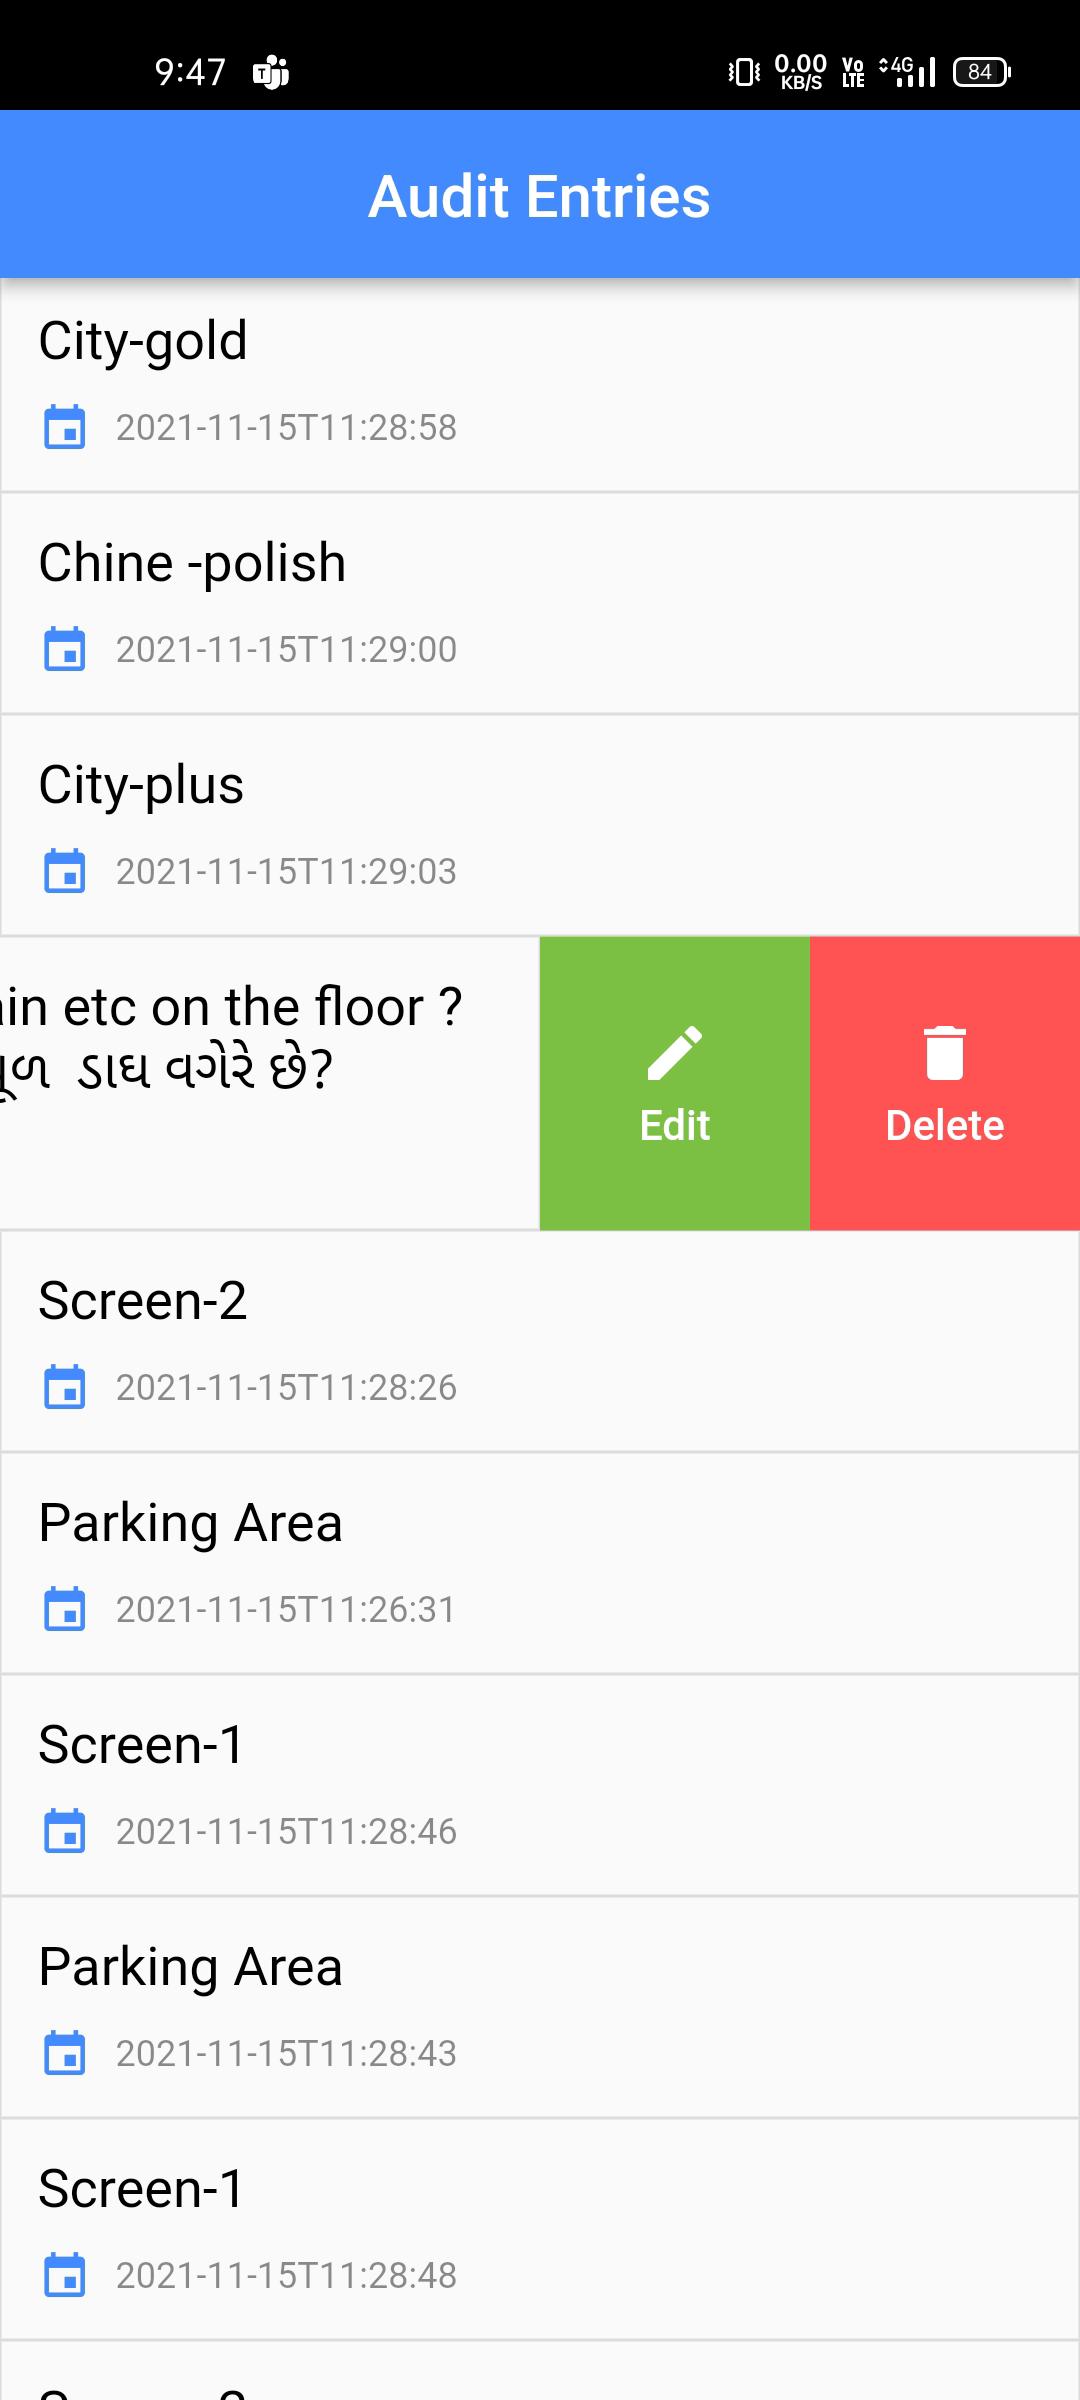 9:47
0.00
KB/S
Vo
LTE
4G
84
Audit Entries
City-gold
2021-11-15T11:28:58
Chine -polish
2021-11-15T11:29:00
City-plus
2021-11-15T11:29:03
etc on the floor ?
ડાઘ વગેરે છે?
Edit
Delete
Screen-2
2021-11-15T11:28:26
Parking Area
2021-11-15T11:26:31
Screen-1
2021-11-15T11:28:46
Parking Area
2021-11-15T11:28:43
Screen-1
2021-11-15T11:28:48